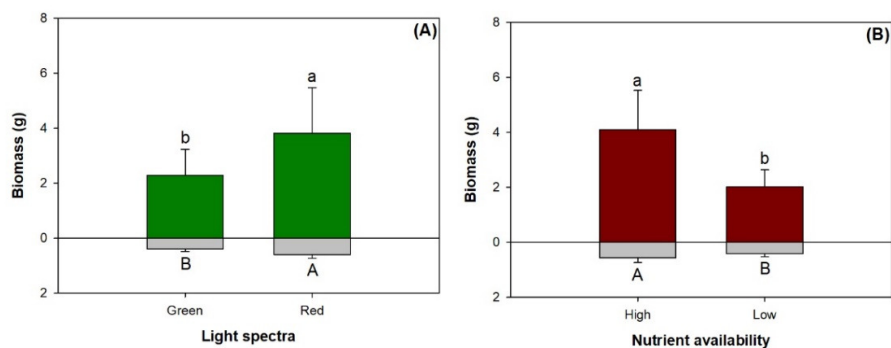 (A)
Biomass (g)
8
6
4
2
0
2
b
a
B
A
Green
Red
Light spectra
(B)
Biomass (g)
8
6
4
2
0
2
a
b
A
B
High
Low
Nutrient availability